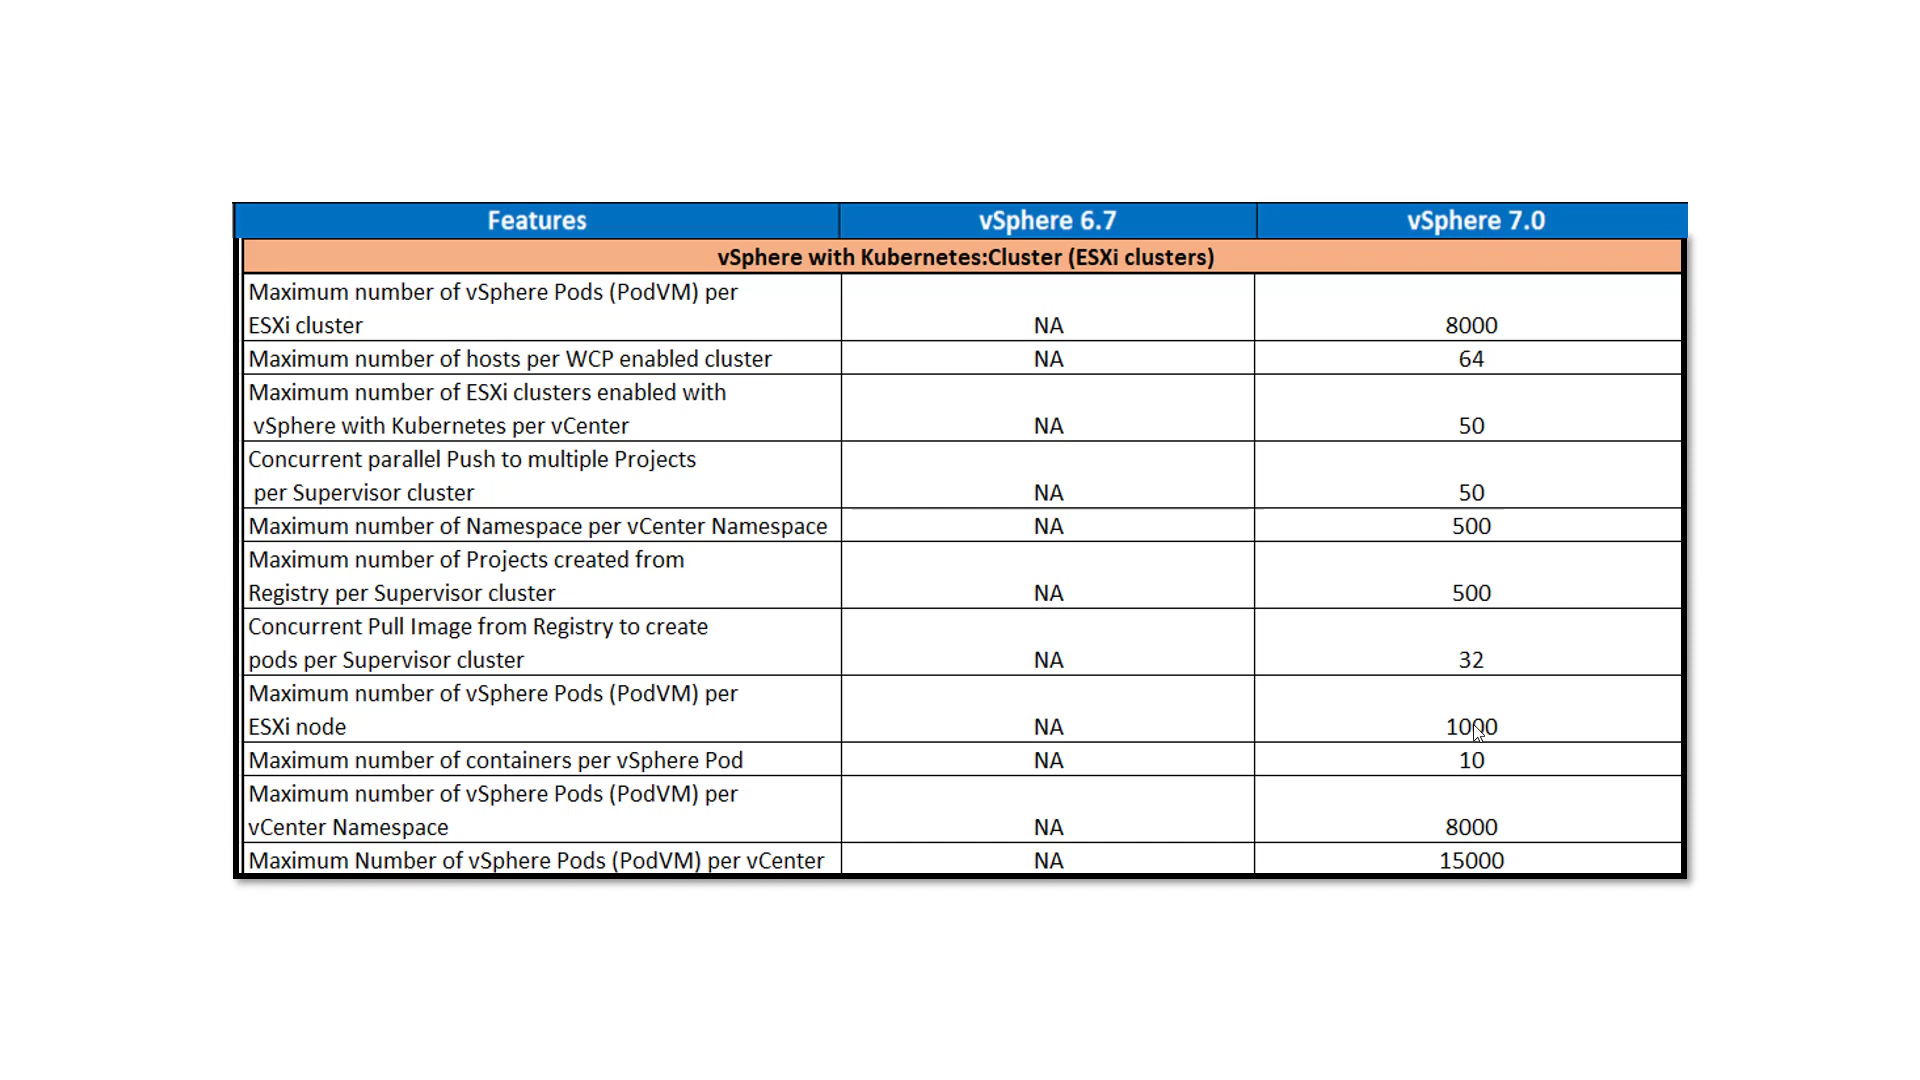 Features vSphere 6.7 vSphere 7.0
vSphere with Kubernetes:Cluster (ESXi clusters)
Maximum number of vSphere Pods (PodVM) per
ESXi cluster NA 8000
Maximum number of hosts per WCP enabled cluster NA 64
Maximum number of ESXi clusters enabled with
vSphere with Kubernetes per vCenter NA 50
Concurrent parallel Push to multiple Projects
per Supervisor cluster NA 50
Maximum number of Namespace per vCenter Namespace NA 500
Maximum number of Projects created from
Registry per Supervisor cluster NA 500
Concurrent Pull Image from Registry to create
pods per Supervisor cluster NA 32
Maximum number of vSphere Pods (PodVM) per
ESXi node NA 1000
Maximum number of containers per vSphere Pod NA 10
Maximum number of vSphere Pods (PodVM) per
vCenter Namespace NA 8000
Maximum Number of vSphere Pods (PodVM) per vCenter NA 15000